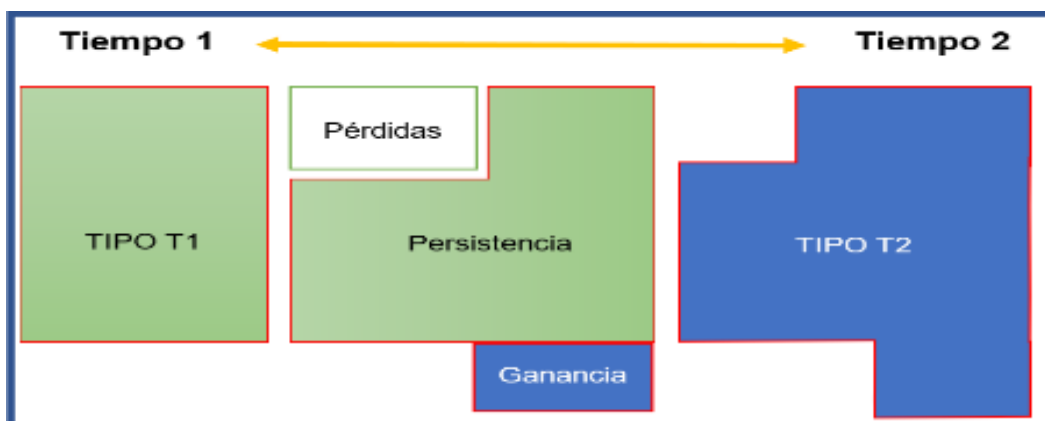 Tiempo 1
Tiempo 2
Pérdidas
TIPO T1
Persistencia
TIPO T2
Ganancia